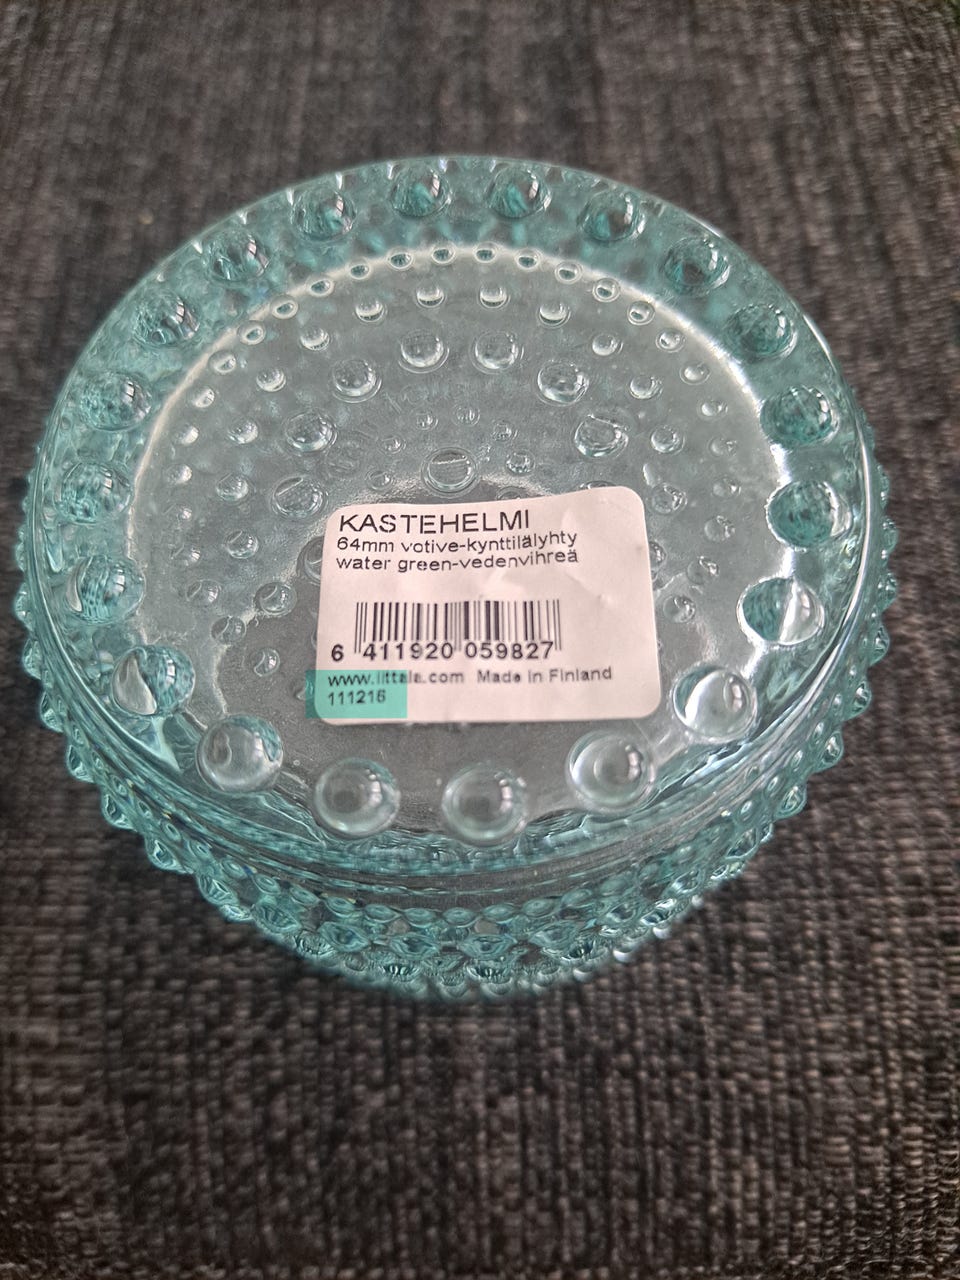 KASTEHELMI
64mm votive-kynttilälyhty
water green-vedenvihreä
6 411920 059827
www.iittala.com Made in Finland
111216